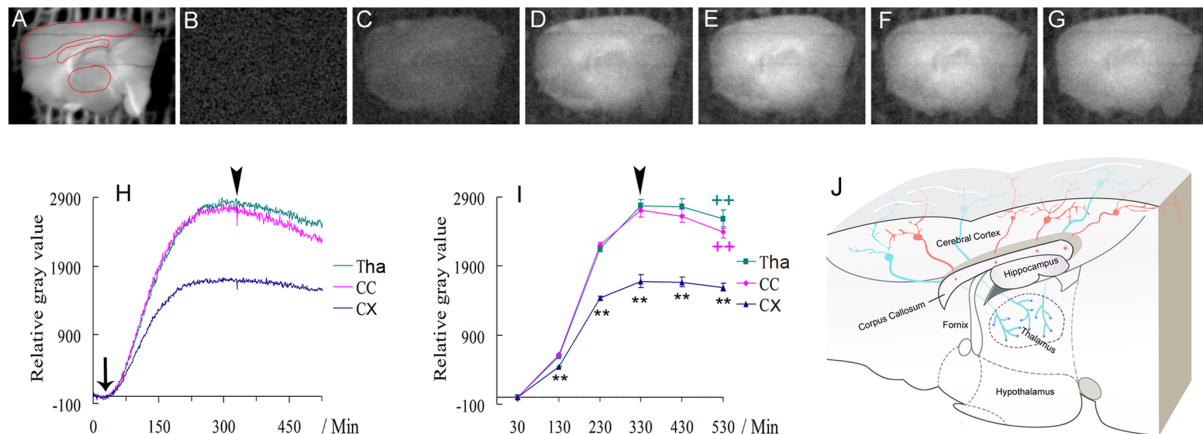 A
B
C
D
E
F
G
H
Relative gray value
2900
1900
900
-100
0
150
300
450
/ Min
Tha
CC
CX
I
Relative gray value
2900
1900
900
-100
30
130
230
330
430
530
/ Min
++
++
**
**
**
**
**
Tha
CC
CX
J
Cerebral Cortex
Hippocampus
Corpus Callosum
Fornix
Thalamus
Hypothalamus